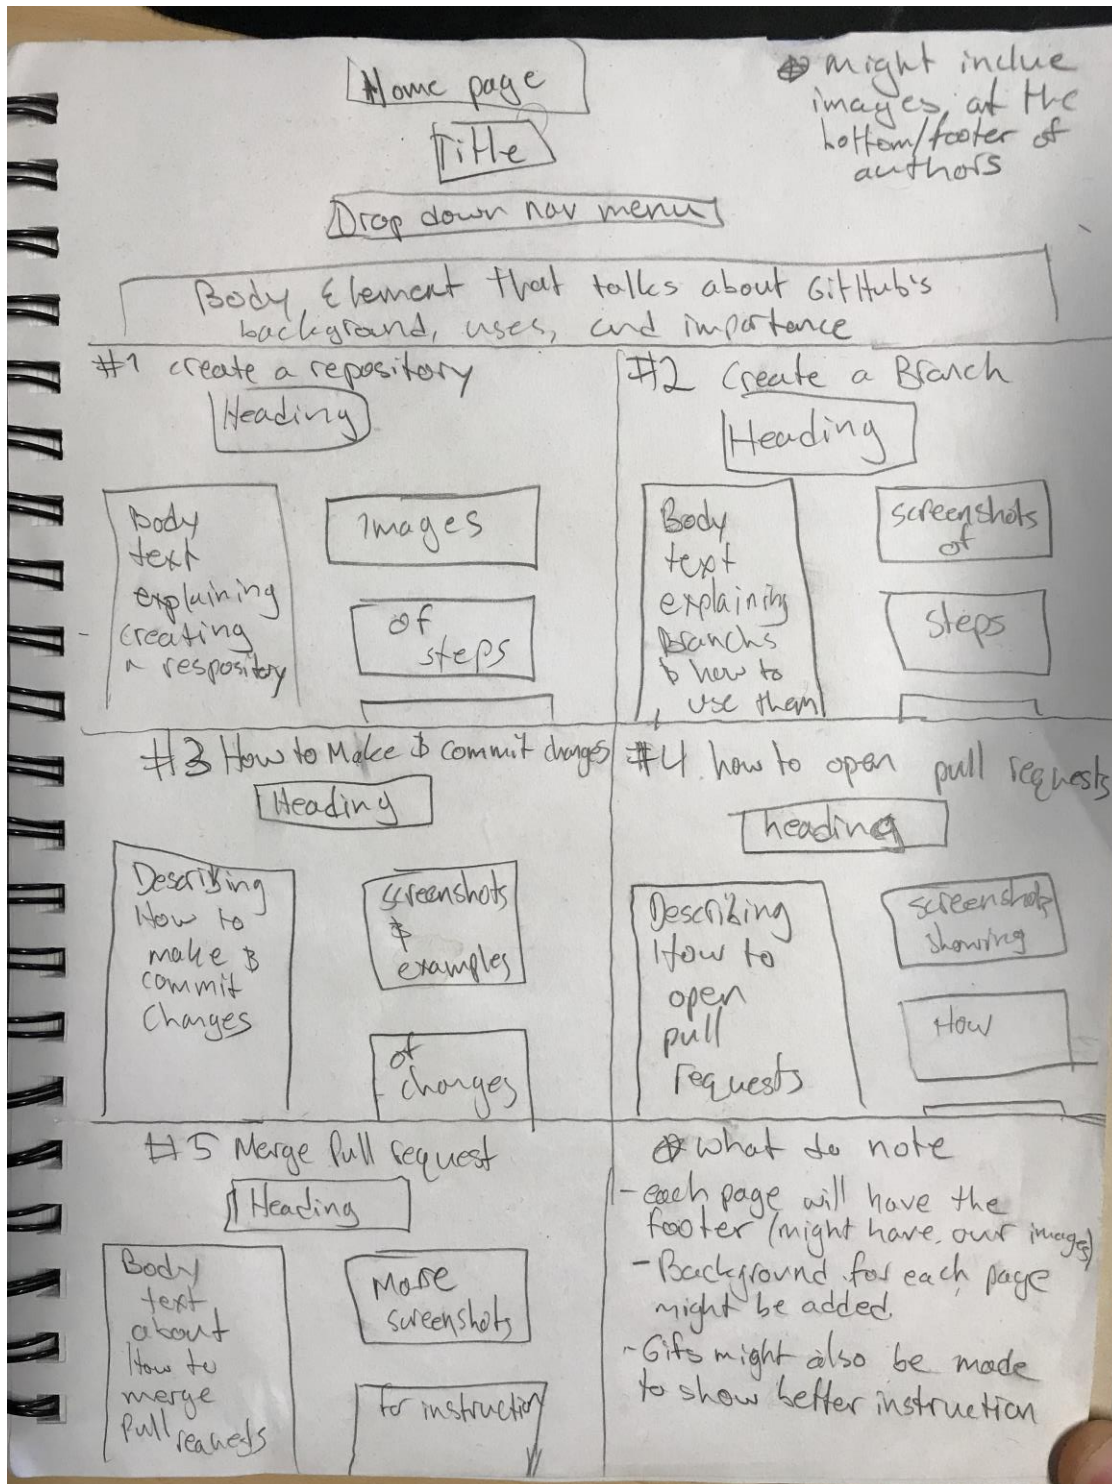 Home page
Title
Drop down nav menu
might inclue
images, at the
bottom/footer of
authors
Body Element that talks about GitHub's
background, uses, and importance
#1 create a repository
Heading
Body
text
explaining
creating
a respository
Images
of
steps
#2 Create a Branch
Heading
Body
text
explaining
Branchs
& how to
use them
screenshots
of
steps
#3 How to Make & commit changes
Heading
Describing
How to
make &
commit
Changes
screenshots
&
examples
of
changes
#4. how to open pull requests
heading
Describing
How to
open
pull
requests
screenshots
showing
How
#5 Merge Pull request
Heading
Body
text
about
How to
merge
Pull requests
More
screenshots
for instruction
what to note
- each page will have the
footer (might have our images)
- Background for each page
might be added.
- Gifs might also be made
to show better instruction